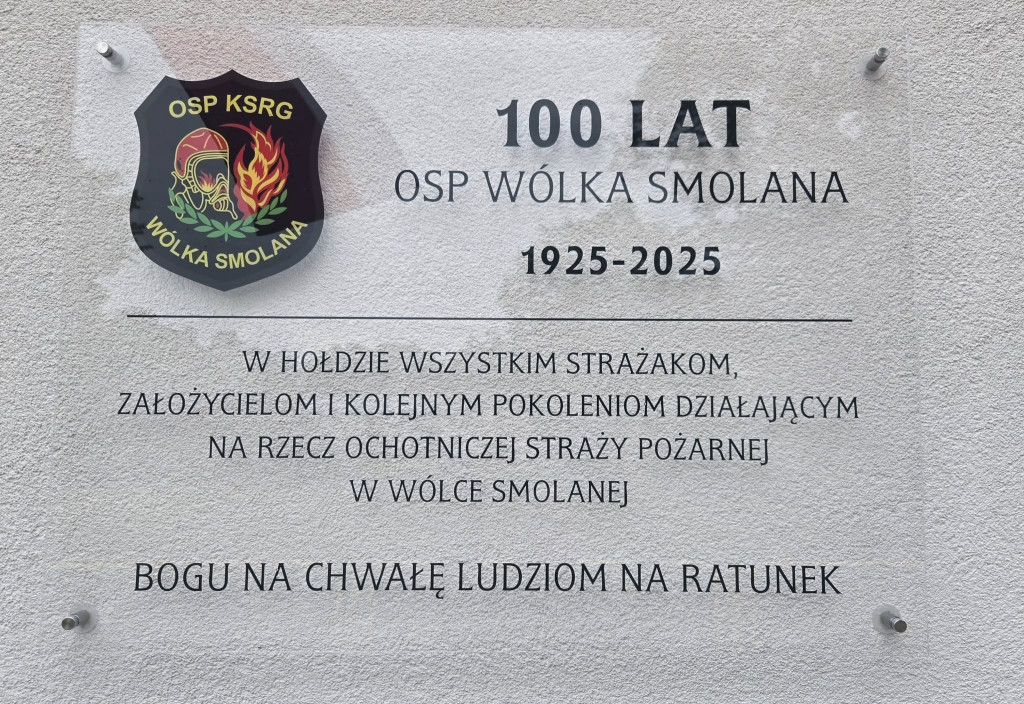 OSP KSRG
WÓLKA SMOLANA
100 LAT
OSP WÓLKA SMOLANA
1925-2025
W HOŁDZIE WSZYSTKIM STRAŻAKOM,
ZAŁOŻYCIELOM I KOLEJNYM POKOLENIOM DZIAŁAJĄCYM
NA RZECZ OCHOTNICZEJ STRAŻY POŻARNEJ
W WÓLCE SMOLANEJ
BOGU NA CHWAŁĘ LUDZIOM NA RATUNEK